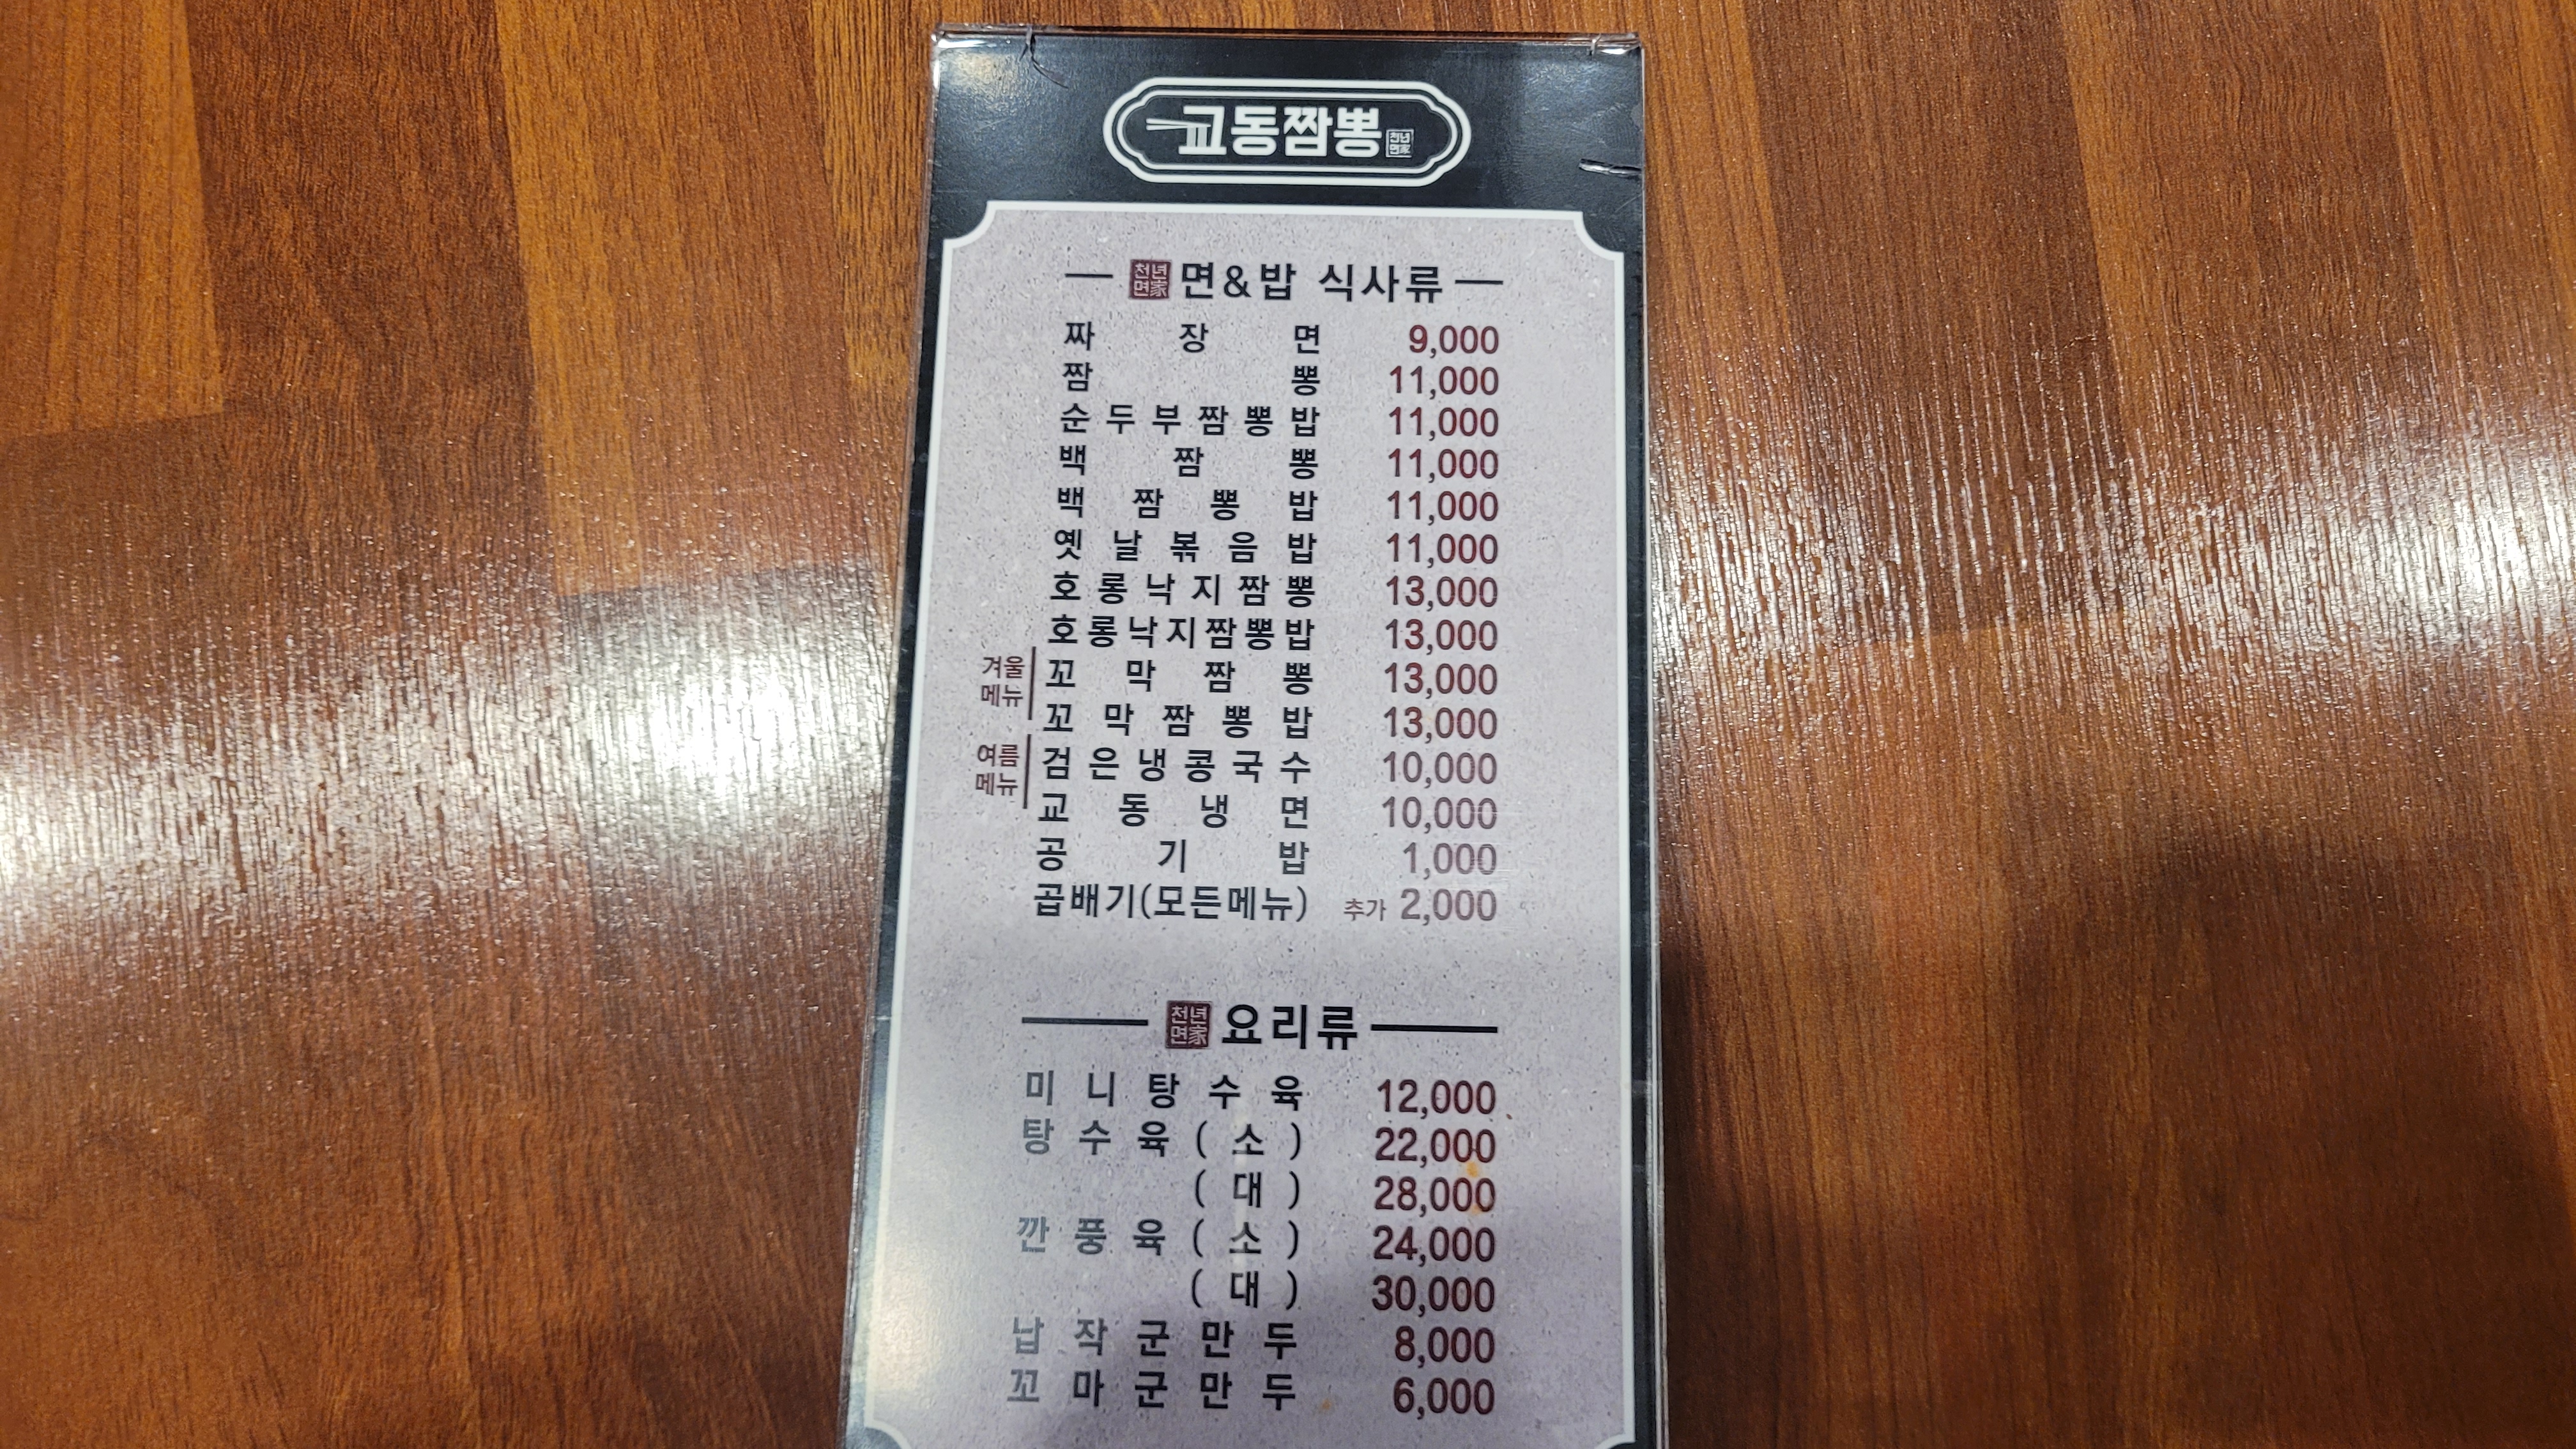 교동짬뽕 천년면家
천년면家 면&밥 식사류
짜장면 9,000
짬뽕 11,000
순두부짬뽕밥 11,000
백짬뽕 11,000
백짬뽕밥 11,000
옛날볶음밥 11,000
호롱낙지짬뽕 13,000
호롱낙지짬뽕밥 13,000
겨울메뉴
꼬막짬뽕 13,000
꼬막짬뽕밥 13,000
여름메뉴
검은냉콩국수 10,000
교동냉면 10,000
공기밥 1,000
곱배기(모든메뉴) 추가 2,000
천년면家 요리류
미니탕수육 12,000
탕수육(소) 22,000
(대) 28,000
깐풍육(소) 24,000
(대) 30,000
납작군만두 8,000
꼬마군만두 6,000